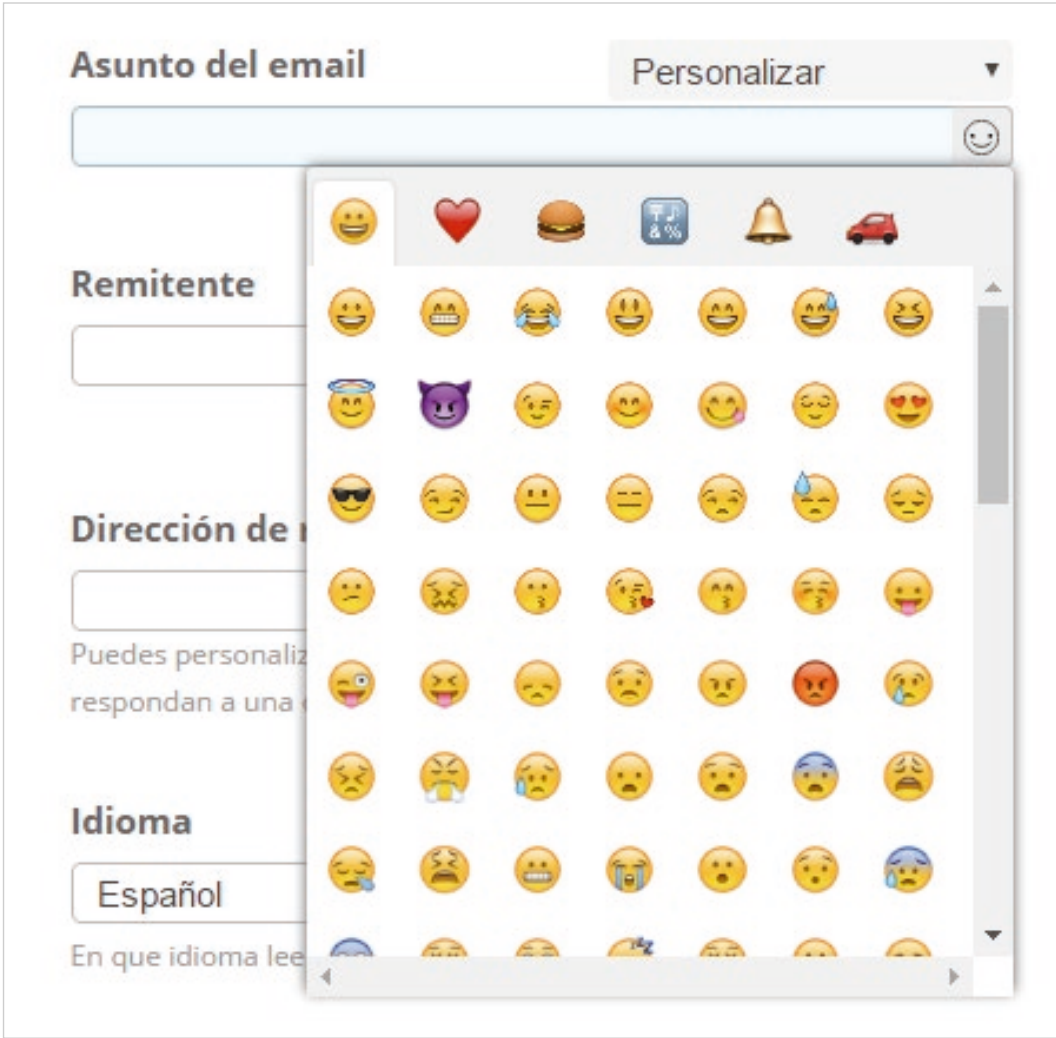 Asunto del email
Personalizar
Remitente
Dirección de
Puedes personaliz
respondan a una
Idioma
Español
En que idioma lee